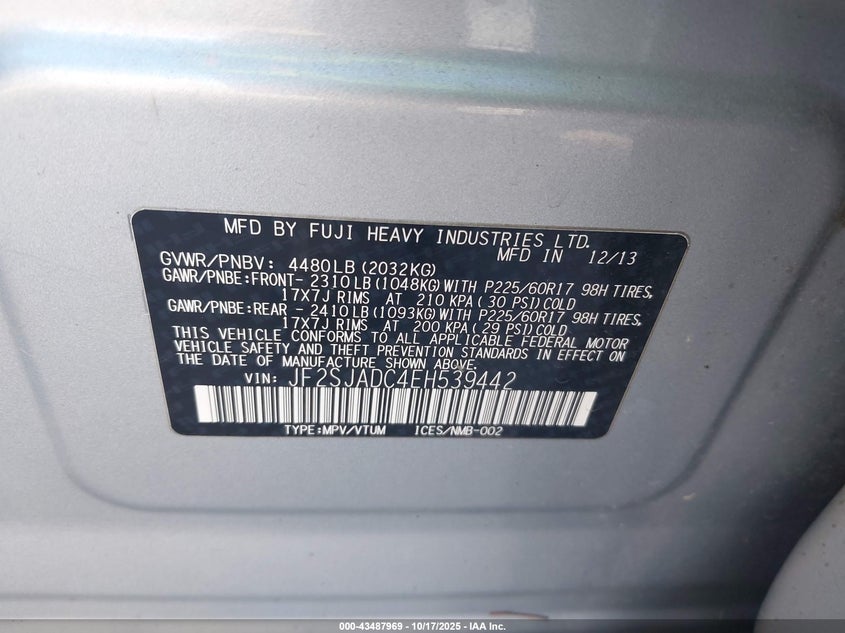 MFD BY FUJI HEAVY INDUSTRIES LTD.
MFD IN 12/13
GVWR/PNBV: 4480LB(2032KG)
GAWR/PNBE:FRONT- 2310LB(1048KG)WITH P225/60R17 98H TIRES,
17X7J RIMS AT 210 KPA( 30 PSI)COLD
GAWR/PNBE:REAR - 2410LB(1093KG)WITH P225/60R17 98H TIRES,
17X7J RIMS AT 200 KPA(29 PSI)COLD
THIS VEHICLE CONFORMS TO ALL APPLICABLE FEDERAL MOTOR
VEHICLE SAFETY AND THEFT PREVENTION STANDARDS IN EFFECT ON
THE DATE OF MANUFACTURE SHOWN ABOVE.
VIN: JF2SJADC4EH539442
TYPE:MPV/VTUM ICES/NMB-002
000-43487969 | 10/17/2025 - IAA Inc.